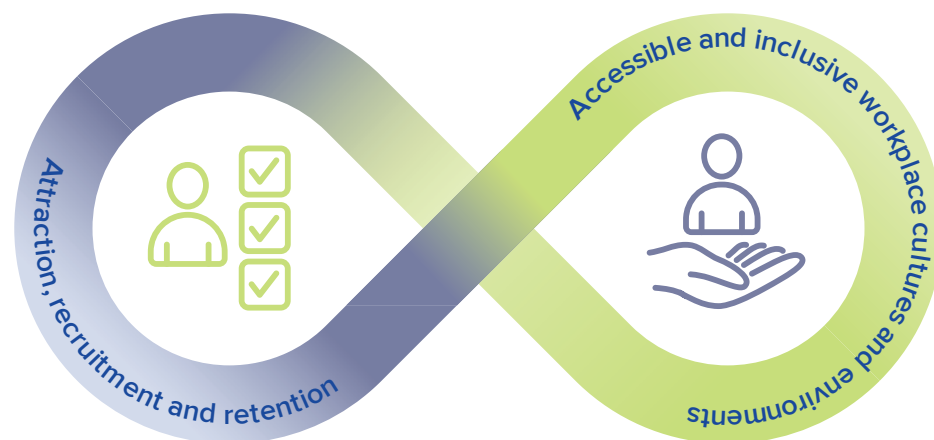 Attraction, recruitment and retention
Accessible and inclusive workplace cultures and environments